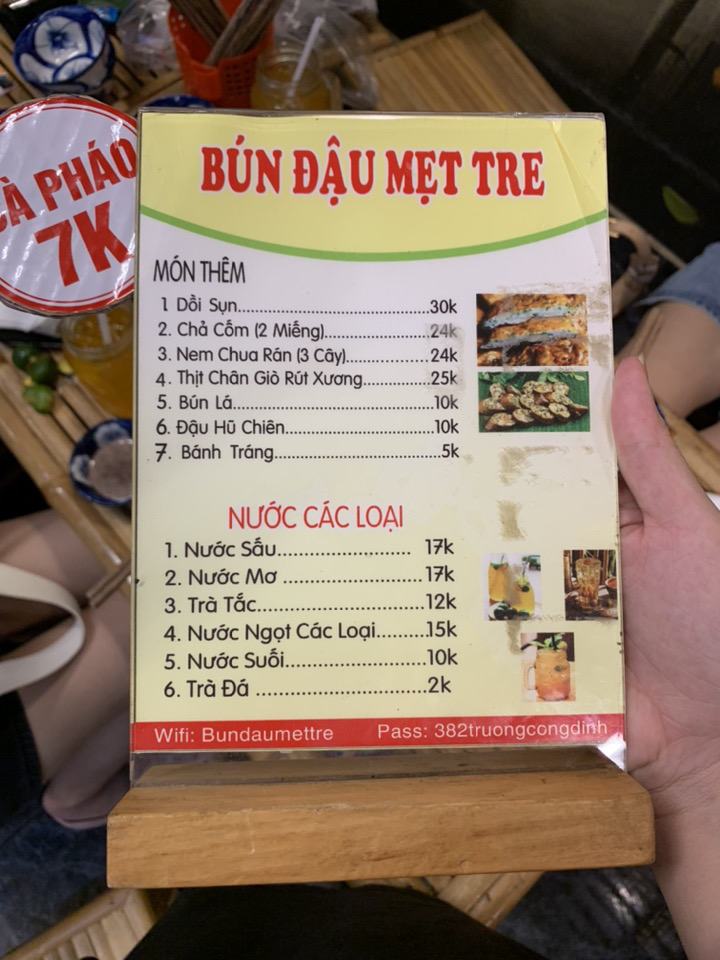 CÀ PHÁO
7K
BÚN ĐẬU MẸT TRE
MÓN THÊM
1 Dồi Sụn.....................................30k
2. Chả Cốm (2 Miếng)....................24k
3. Nem Chua Rán (3 Cây)................24k
4. Thịt Chân Giò Rút Xương............25k
5. Bún Lá.......................................10k
6. Đậu Hũ Chiên............................10k
7. Bánh Tráng.................................5k
NƯỚC CÁC LOẠI
1. Nước Sấu...................... 17k
2. Nước Mơ .......................17k
3. Trà Tắc...........................12k
4. Nước Ngọt Các Loại.........15k
5. Nước Suối.......................10k
6. Trà Đá ............................2k
Wifi: Bundaumettre Pass: 382truongcongdinh